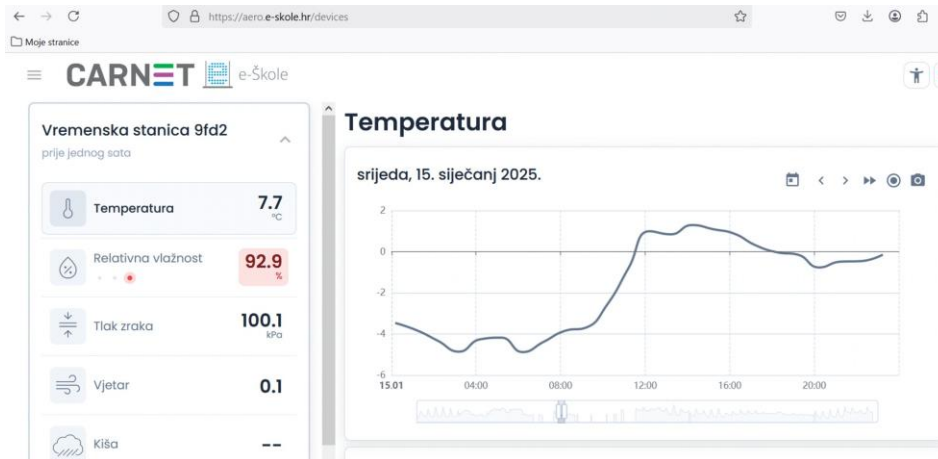 https://aero.e-skole.hr/devices
Moje stranice
CARNET e-Škole
Vremenska stanica 9fd2
prije jednog sata
Temperatura 7.7
°C
Relativna vlažnost 92.9
%
Tlak zraka 100.1
kPa
Vjetar 0.1
Kiša --
Temperatura
srijeda, 15. siječanj 2025.
2
0
-2
-4
-6
15.01 04:00 08:00 12:00 16:00 20:00